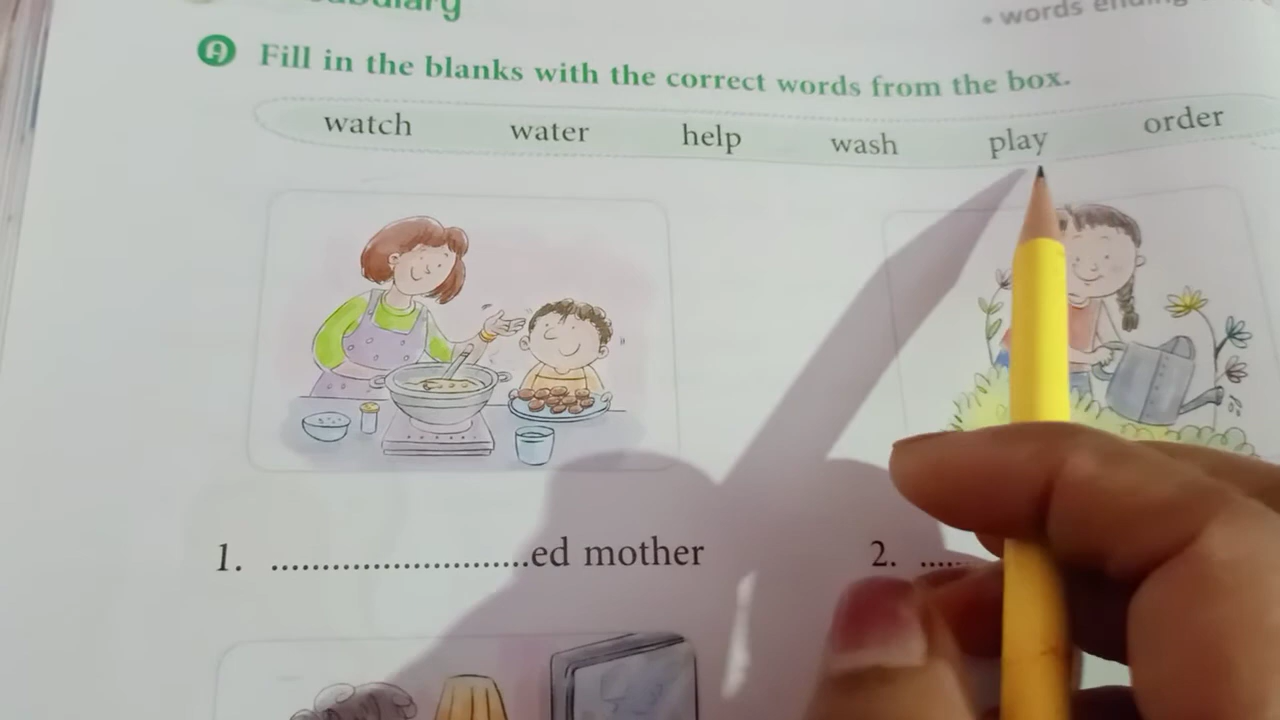 • words
A Fill in the blanks with the correct words from the box.
watch water help wash play order
1. ..........................ed mother
2. .....